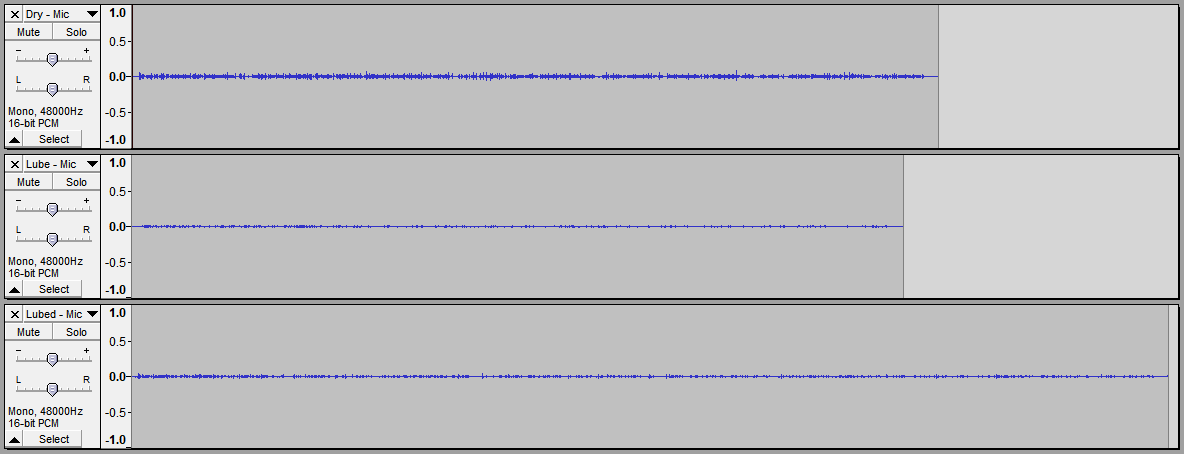 Dry - Mic
Mute Solo
- +
L R
Mono, 48000Hz
16-bit PCM
Select
1.0
0.5-
0.0-
-0.5-
-1.0
Lube - Mic
Mute Solo
- +
L R
Mono, 48000Hz
16-bit PCM
Select
1.0
0.5-
0.0-
-0.5-
-1.0
Lubed - Mic
Mute Solo
- +
L R
Mono, 48000Hz
16-bit PCM
Select
1.0
0.5-
0.0-
-0.5-
-1.0